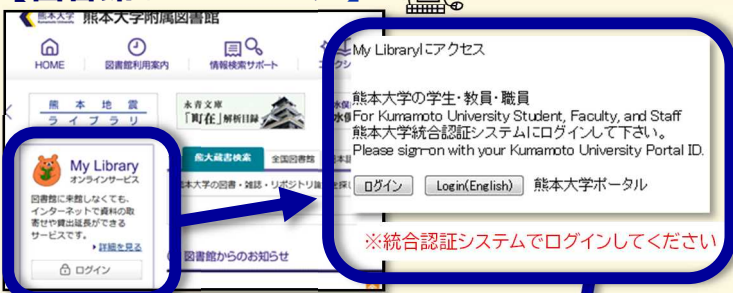 熊本大学 熊本大学附属図書館
HOME
図書館利用案内
情報検索サポート
熊本地震
ライブラリ
永青文庫
「町在」解析目録
My Library
オンラインサービス
図書館に来館しなくても、
インターネットで資料の取
寄せや貸出延長ができる
サービスです。
詳細を見る
ログイン
熊大蔵書検索
全国図書館
図書館からのお知らせ
My Libraryにアクセス
熊本大学の学生・教員・職員
For Kumamoto University Student, Faculty, and Staff
熊本大学統合認証システムにログインして下さい。
Please sign-on with your Kumamoto University Portal ID.
ログイン Login(English) 熊本大学ポータル
※統合認証システムでログインしてください